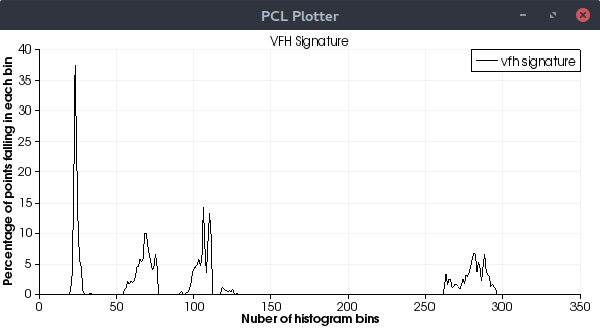 PCL Plotter
VFH Signature
vfh signature
Percentage of points falling in each bin
40
35
30
25
20
15
10
5
0
0 50 100 150 200 250 300 350
Nuber of histogram bins